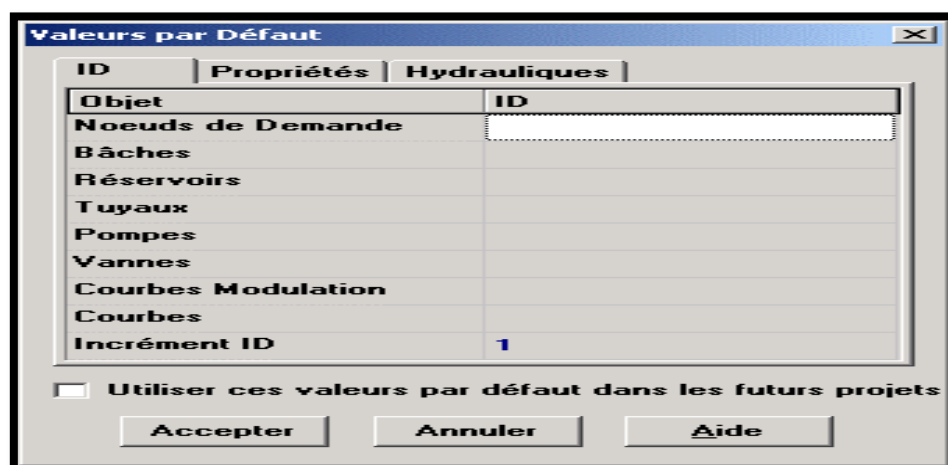 Valeurs par Défaut
ID Propriétés Hydrauliques
Objet ID
Noeuds de Demande
Bâches
Réservoirs
Tuyaux
Pompes
Vannes
Courbes Modulation
Courbes
Incrément ID 1
Utiliser ces valeurs par défaut dans les futurs projets
Accepter Annuler Aide